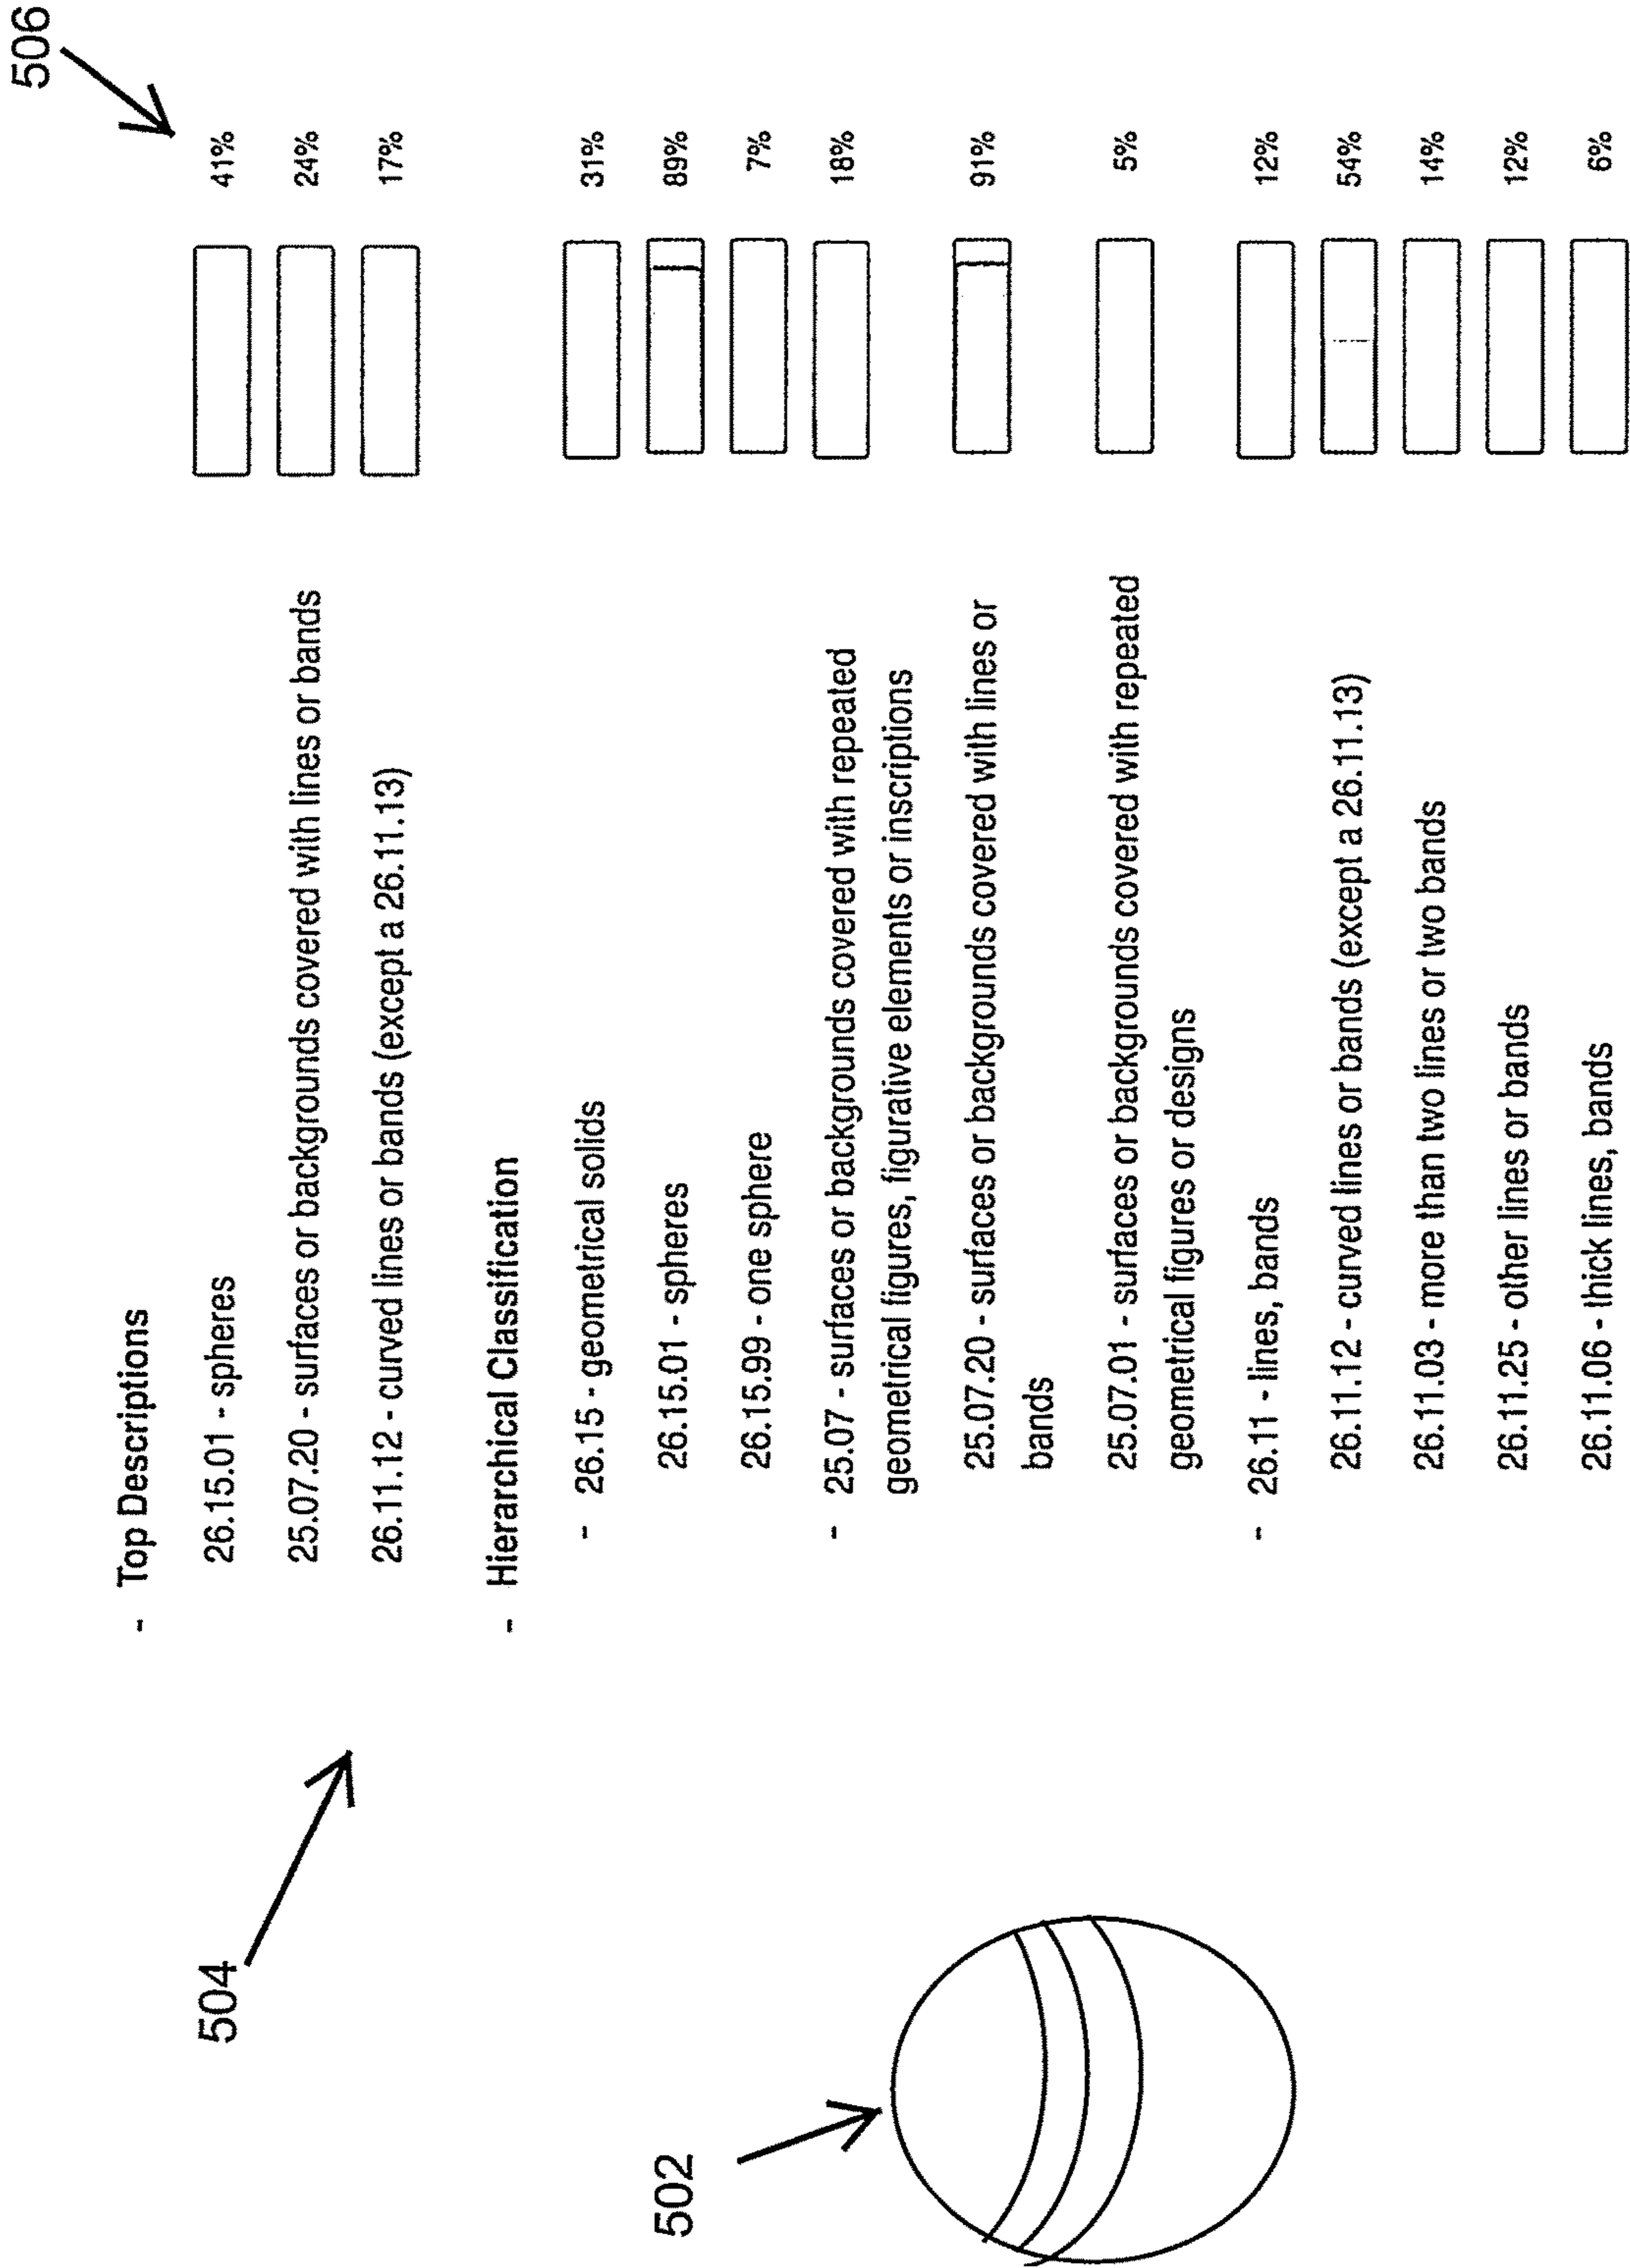 506
504
502
- Top Descriptions
26.15.01 - spheres 41%
25.07.20 - surfaces or backgrounds covered with lines or bands 24%
26.11.12 - curved lines or bands (except a 26.11.13) 17%
- Hierarchical Classification
- 26.15 - geometrical solids 31%
26.15.01 - spheres 89%
26.15.99 - one sphere 7%
- 25.07 - surfaces or backgrounds covered with repeated 18%
geometrical figures, figurative elements or inscriptions
25.07.20 - surfaces or backgrounds covered with lines or 91%
bands
25.07.01 - surfaces or backgrounds covered with repeated 5%
geometrical figures or designs
- 26.11 - lines, bands 12%
26.11.12 - curved lines or bands (except a 26.11.13) 54%
26.11.03 - more than two lines or two bands 14%
26.11.25 - other lines or bands 12%
26.11.06 - thick lines, bands 6%